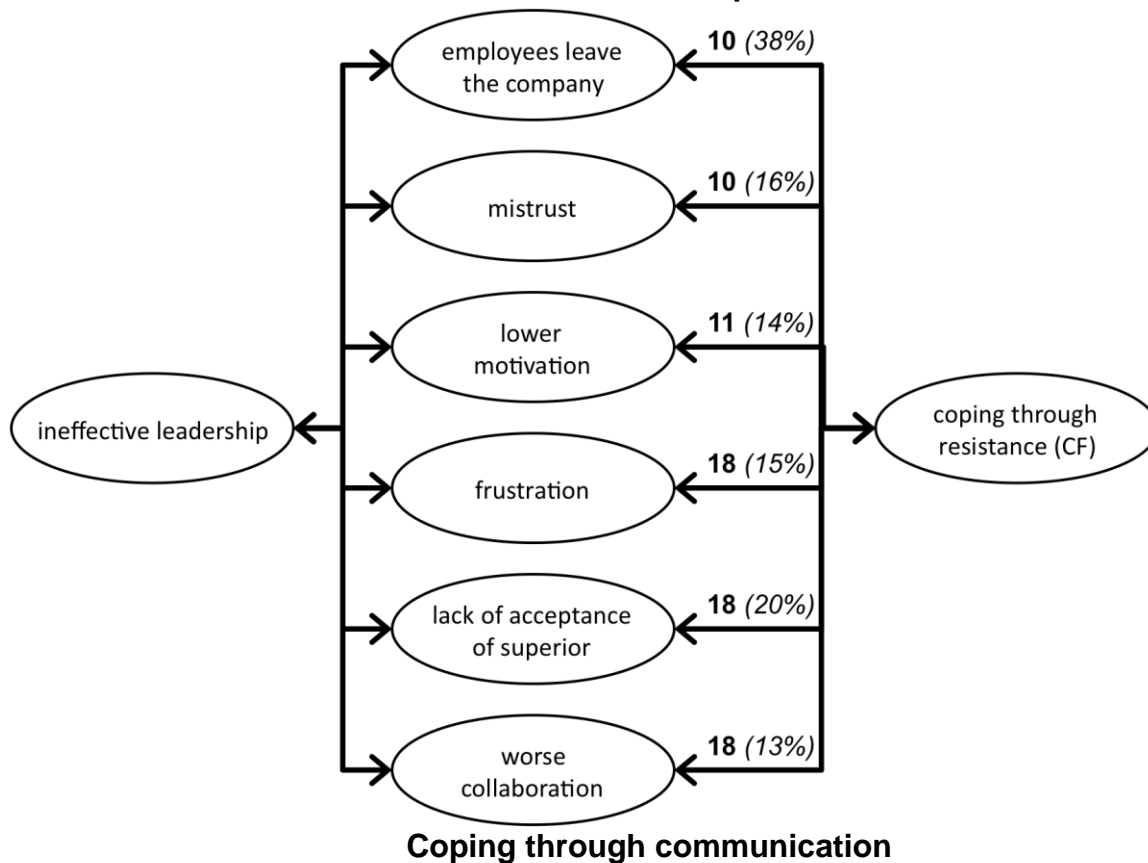 10 (38%)
employees leave
the company
10 (16%)
mistrust
11 (14%)
lower
motivation
ineffective leadership
coping through
resistance (CF)
18 (15%)
frustration
18 (20%)
lack of acceptance
of superior
18 (13%)
worse
collaboration
Coping through communication